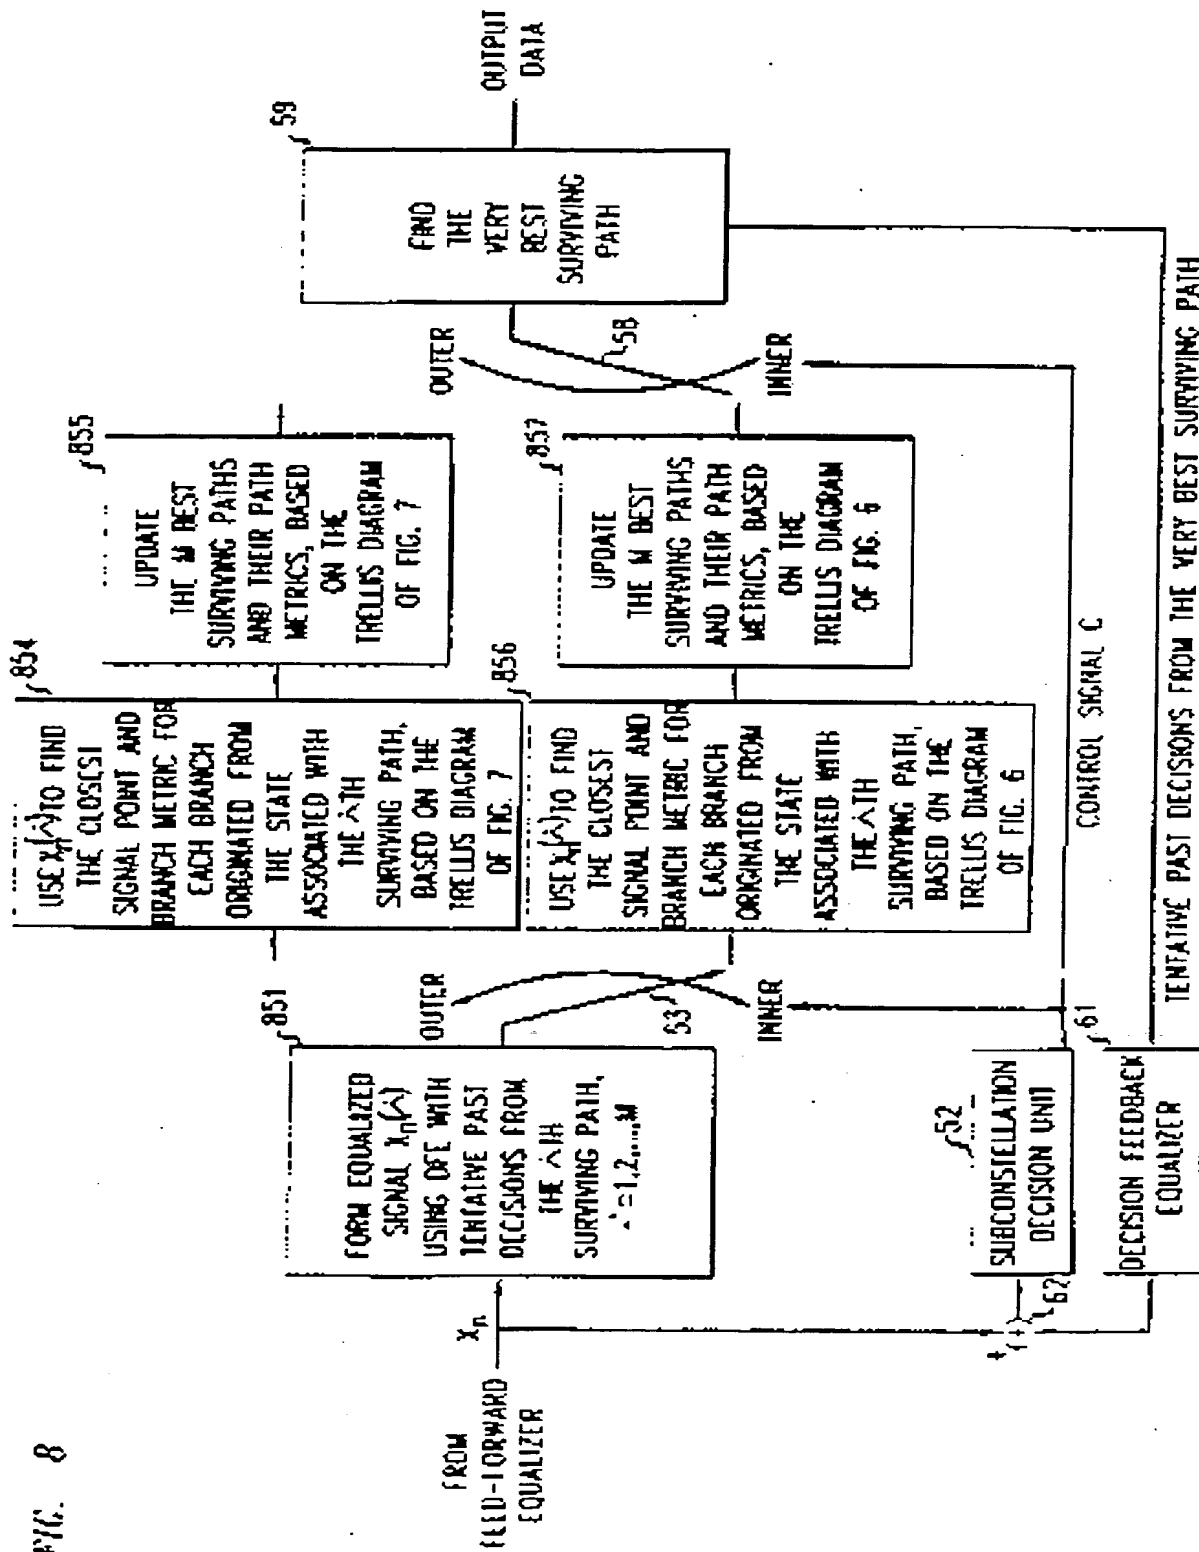 FIG. 8
FROM
FEED-FORWARD
EQUALIZER
Xn
851
FORM EQUALIZED
SIGNAL Xn(λ)
USING DFE WITH
TENTATIVE PAST
DECISIONS FROM
THE λTH
SURVIVING PATH,
λ=1,2,...,M
OUTER
53
INNER
854
USE Xn(λ) TO FIND
THE CLOSEST
SIGNAL POINT AND
BRANCH METRIC FOR
EACH BRANCH
ORIGINATED FROM
THE STATE
ASSOCIATED WITH
THE λTH
SURVIVING PATH,
BASED ON THE
TRELLIS DIAGRAM
OF FIG. 7
855
UPDATE
THE M BEST
SURVIVING PATHS
AND THEIR PATH
METRICS, BASED
ON THE
TRELLIS DIAGRAM
OF FIG. 7
856
USE Xn(λ) TO FIND
THE CLOSEST
SIGNAL POINT AND
BRANCH METRIC FOR
EACH BRANCH
ORIGINATED FROM
THE STATE
ASSOCIATED WITH
THE λTH
SURVIVING PATH,
BASED ON THE
TRELLIS DIAGRAM
OF FIG. 6
857
UPDATE
THE M BEST
SURVIVING PATHS
AND THEIR PATH
METRICS, BASED
ON THE
TRELLIS DIAGRAM
OF FIG. 6
OUTER
58
INNER
59
FIND
THE
VERY
BEST
SURVIVING
PATH
OUTPUT
DATA
52
SUBCONSTELLATION
DECISION UNIT
CONTROL SIGNAL C
+
+
62
61
DECISION FEEDBACK
EQUALIZER
TENTATIVE PAST DECISIONS FROM THE VERY BEST SURVIVING PATH